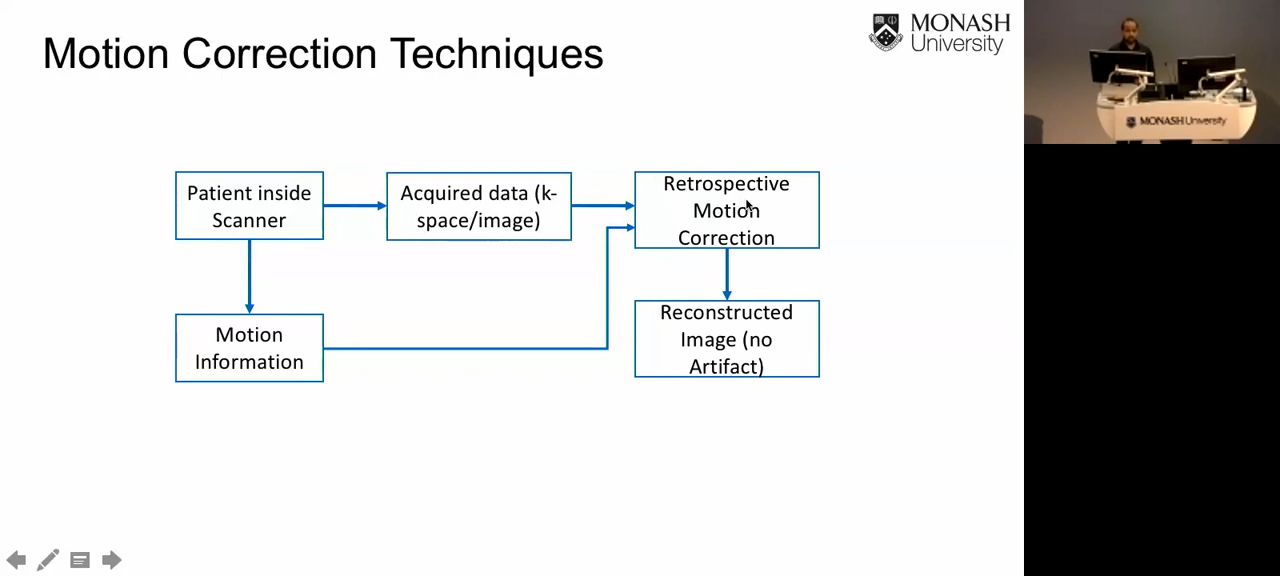 Motion Correction Techniques
MONASH
University
MONASH University
Patient inside
Scanner
Acquired data (k-
space/image)
Retrospective
Motion
Correction
Motion
Information
Reconstructed
Image (no
Artifact)